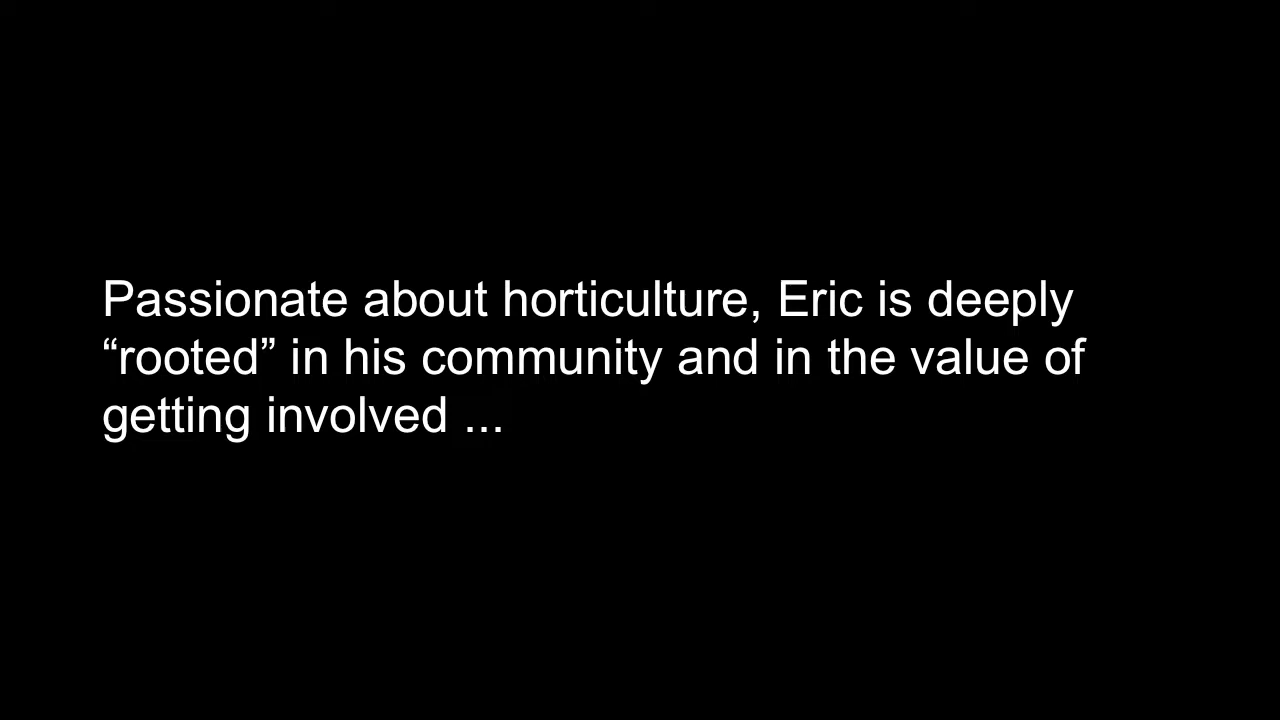 Passionate about horticulture, Eric is deeply
“rooted” in his community and in the value of
getting involved ...